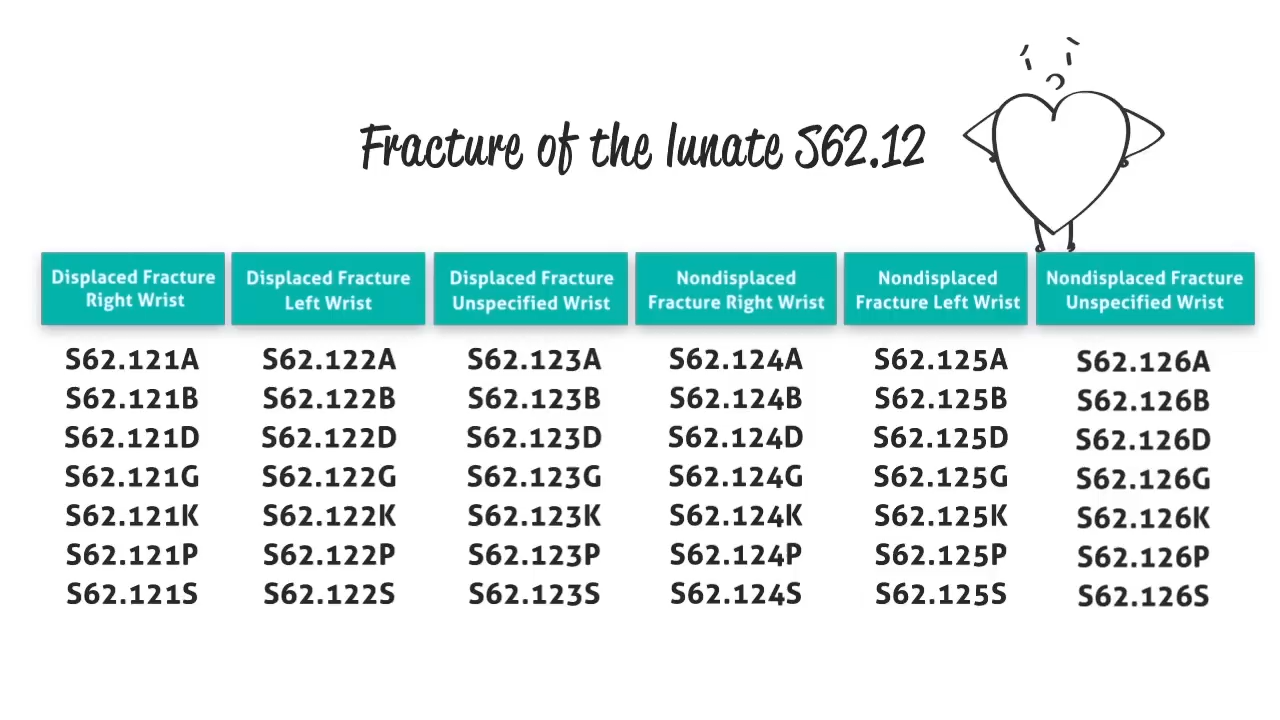 Fracture of the lunate S62.12
Displaced Fracture Right Wrist
Displaced Fracture Left Wrist
Displaced Fracture Unspecified Wrist
Nondisplaced Fracture Right Wrist
Nondisplaced Fracture Left Wrist
Nondisplaced Fracture Unspecified Wrist
S62.121A S62.122A S62.123A S62.124A S62.125A S62.126A
S62.121B S62.122B S62.123B S62.124B S62.125B S62.126B
S62.121D S62.122D S62.123D S62.124D S62.125D S62.126D
S62.121G S62.122G S62.123G S62.124G S62.125G S62.126G
S62.121K S62.122K S62.123K S62.124K S62.125K S62.126K
S62.121P S62.122P S62.123P S62.124P S62.125P S62.126P
S62.121S S62.122S S62.123S S62.124S S62.125S S62.126S